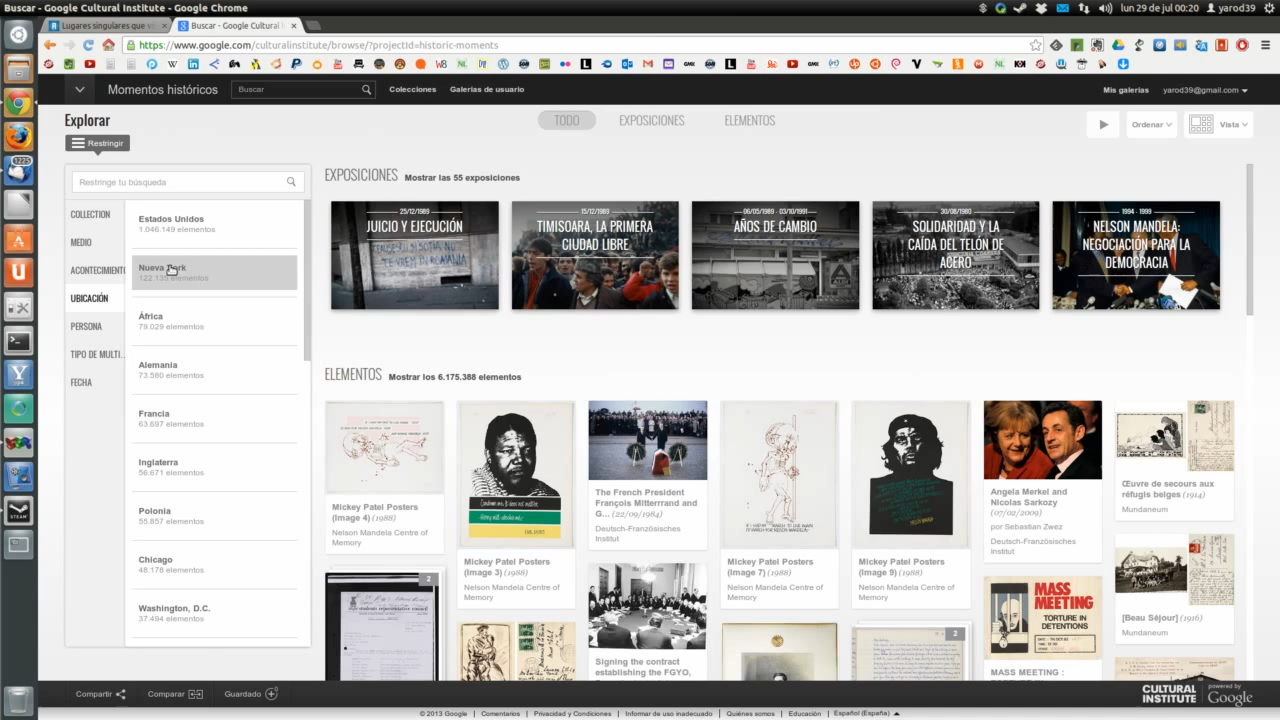 Buscar - Google Cultural Institute - Google Chrome
lun 29 de jul 00:20
yarod39
Lugares singulares que v
Buscar - Google Cultural I
https://www.google.com/culturalinstitute/browse/?projectId=historic-moments
Momentos históricos
Buscar
Colecciones
Galerías de usuario
Mis galerías
yarod39@gmail.com
Explorar
Restringir
TODO
EXPOSICIONES
ELEMENTOS
Ordenar
Vista
Restringe tu búsqueda
COLLECTION
MEDIO
ACONTECIMIENTO
UBICACIÓN
PERSONA
TIPO DE MULTI...
FECHA
Estados Unidos
1.046.149 elementos
Nueva York
122.135 elementos
África
79.029 elementos
Alemania
73.580 elementos
Francia
63.697 elementos
Inglaterra
56.671 elementos
Polonia
55.857 elementos
Chicago
48.178 elementos
Washington, D.C.
37.494 elementos
EXPOSICIONES Mostrar las 55 exposiciones
25/12/1989
JUICIO Y EJECUCIÓN
15/12/1989
TIMISOARA, LA PRIMERA
CIUDAD LIBRE
06/05/1989 - 03/10/1991
AÑOS DE CAMBIO
30/08/1980
SOLIDARIDAD Y LA
CAÍDA DEL TELÓN DE
ACERO
1994 - 1999
NELSON MANDELA:
NEGOCIACIÓN PARA LA
DEMOCRACIA
ELEMENTOS Mostrar los 6.175.388 elementos
Mickey Patel Posters
(Image 4) (1988)
Nelson Mandela Centre of
Memory
Mickey Patel Posters
(Image 3) (1988)
Nelson Mandela Centre of
Memory
The French President
François Mitterrrand and
G... (22/09/1984)
Deutsch-Französisches
Institut
Mickey Patel Posters
(Image 7) (1988)
Nelson Mandela Centre of
Memory
Mickey Patel Posters
(Image 9) (1988)
Nelson Mandela Centre of
Memory
Angela Merkel and
Nicolas Sarkozy
(07/02/2009)
por Sebastian Zwez
Deutsch-Französisches
Institut
Œuvre de secours aux
réfugis belges (1914)
Mundaneum
2
Signing the contract
establishing the FGYO,
2
MASS
MEETING
TORTURE IN
DETENTIONS
MASS MEETING :
[Beau Séjour] (1916)
Mundaneum
Compartir
Comparar
Guardado
CULTURAL
INSTITUTE
powered by
Google
© 2013 Google | Comentarios | Privacidad y Condiciones | Informar de uso inadecuado | Quiénes somos | Educación | Español (España)